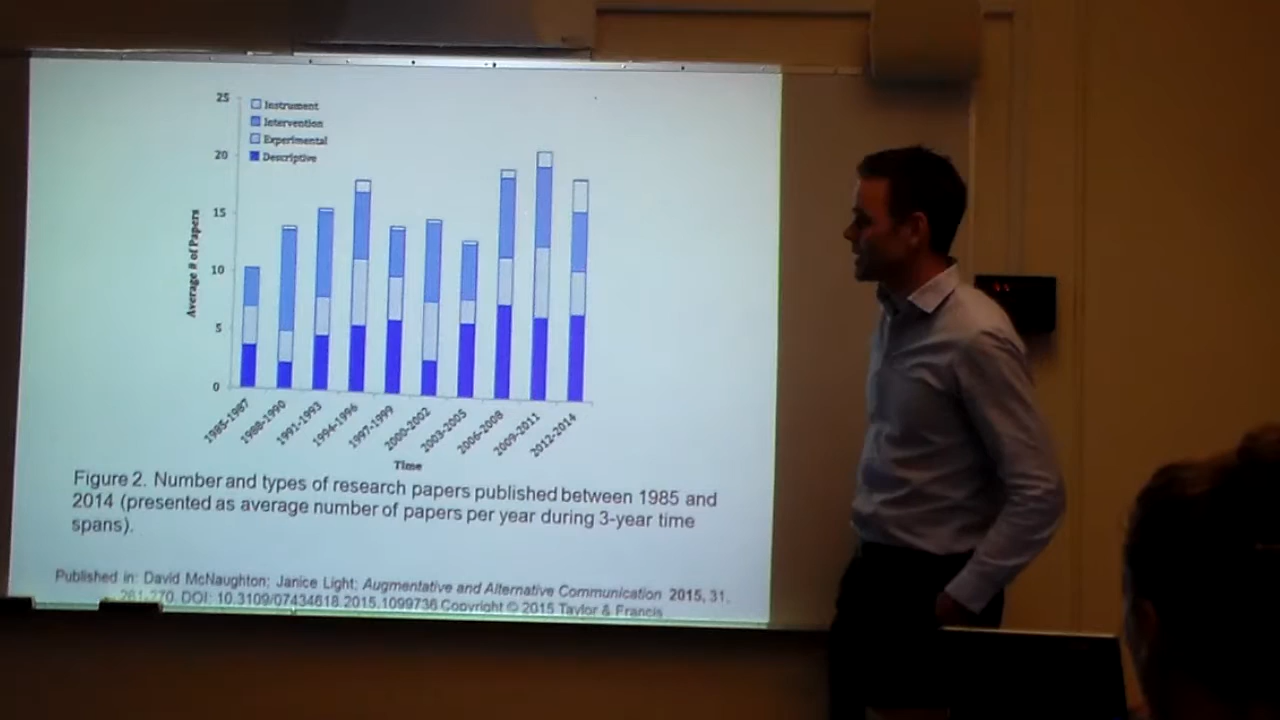 25
Instrument
Intervention
Experimental
Descriptive
20
15
10
5
0
Average # of Papers
1985-1987
1988-1990
1991-1993
1994-1996
1997-1999
2000-2002
2003-2005
2006-2008
2009-2011
2012-2014
Time
Figure 2. Number and types of research papers published between 1985 and
2014 (presented as average number of papers per year during 3-year time
spans).
Published in: David McNaughton; Janice Light; Augmentative and Alternative Communication 2015, 31,
261-270. DOI: 10.3109/07434618.2015.1099736 Copyright © 2015 Taylor & Francis